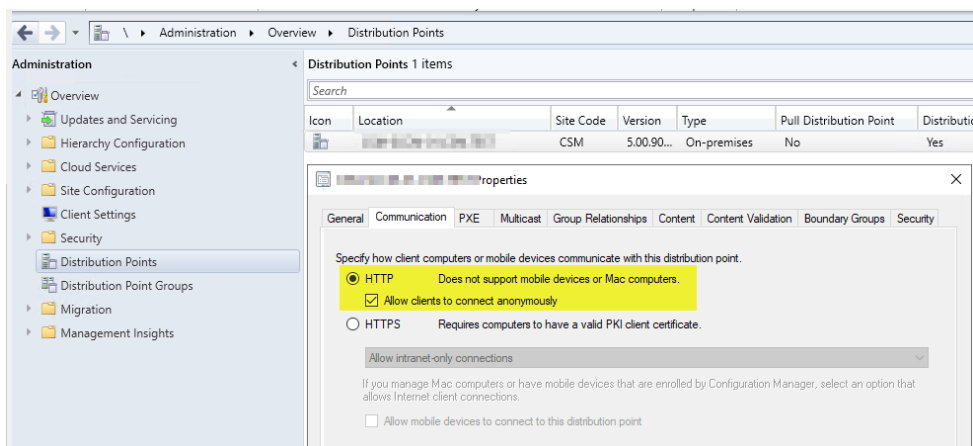 \ Administration Overview Distribution Points
Administration
Overview
Updates and Servicing
Hierarchy Configuration
Cloud Services
Site Configuration
Client Settings
Security
Distribution Points
Distribution Point Groups
Migration
Management Insights
Distribution Points 1 items
Search
Icon Location Site Code Version Type Pull Distribution Point
CSM 5.00.90... On-premises No Yes
Properties
General Communication PXE Multicast Group Relationships Content Content Validation Boundary Groups Security
Specify how client computers or mobile devices communicate with this distribution point.
HTTP Does not support mobile devices or Mac computers.
Allow clients to connect anonymously
HTTPS Requires computers to have a valid PKI client certificate.
Allow intranet-only connections
If you manage Mac computers or have mobile devices that are enrolled by Configuration Manager, select an option that
allows Internet client connections.
Allow mobile devices to connect to this distribution point